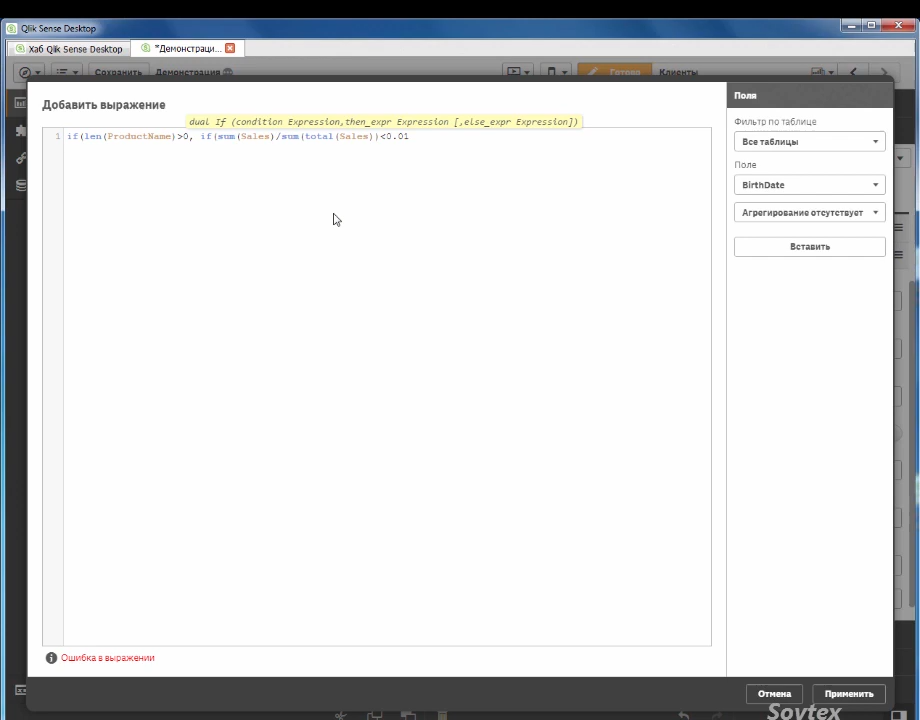 Qlik Sense Desktop
Хаб Qlik Sense Desktop
*Демонстраци...
Сохранить
Демонстрация
Готово
Клиенты
Добавить выражение
dual If (condition Expression,then_expr Expression [,else_expr Expression])
1 if(len(ProductName)>0, if(sum(Sales)/sum(total(Sales))<0.01
Ошибка в выражении
Поля
Фильтр по таблице
Все таблицы
Поле
BirthDate
Агрегирование отсутствует
Вставить
Отмена
Применить
Sovtex